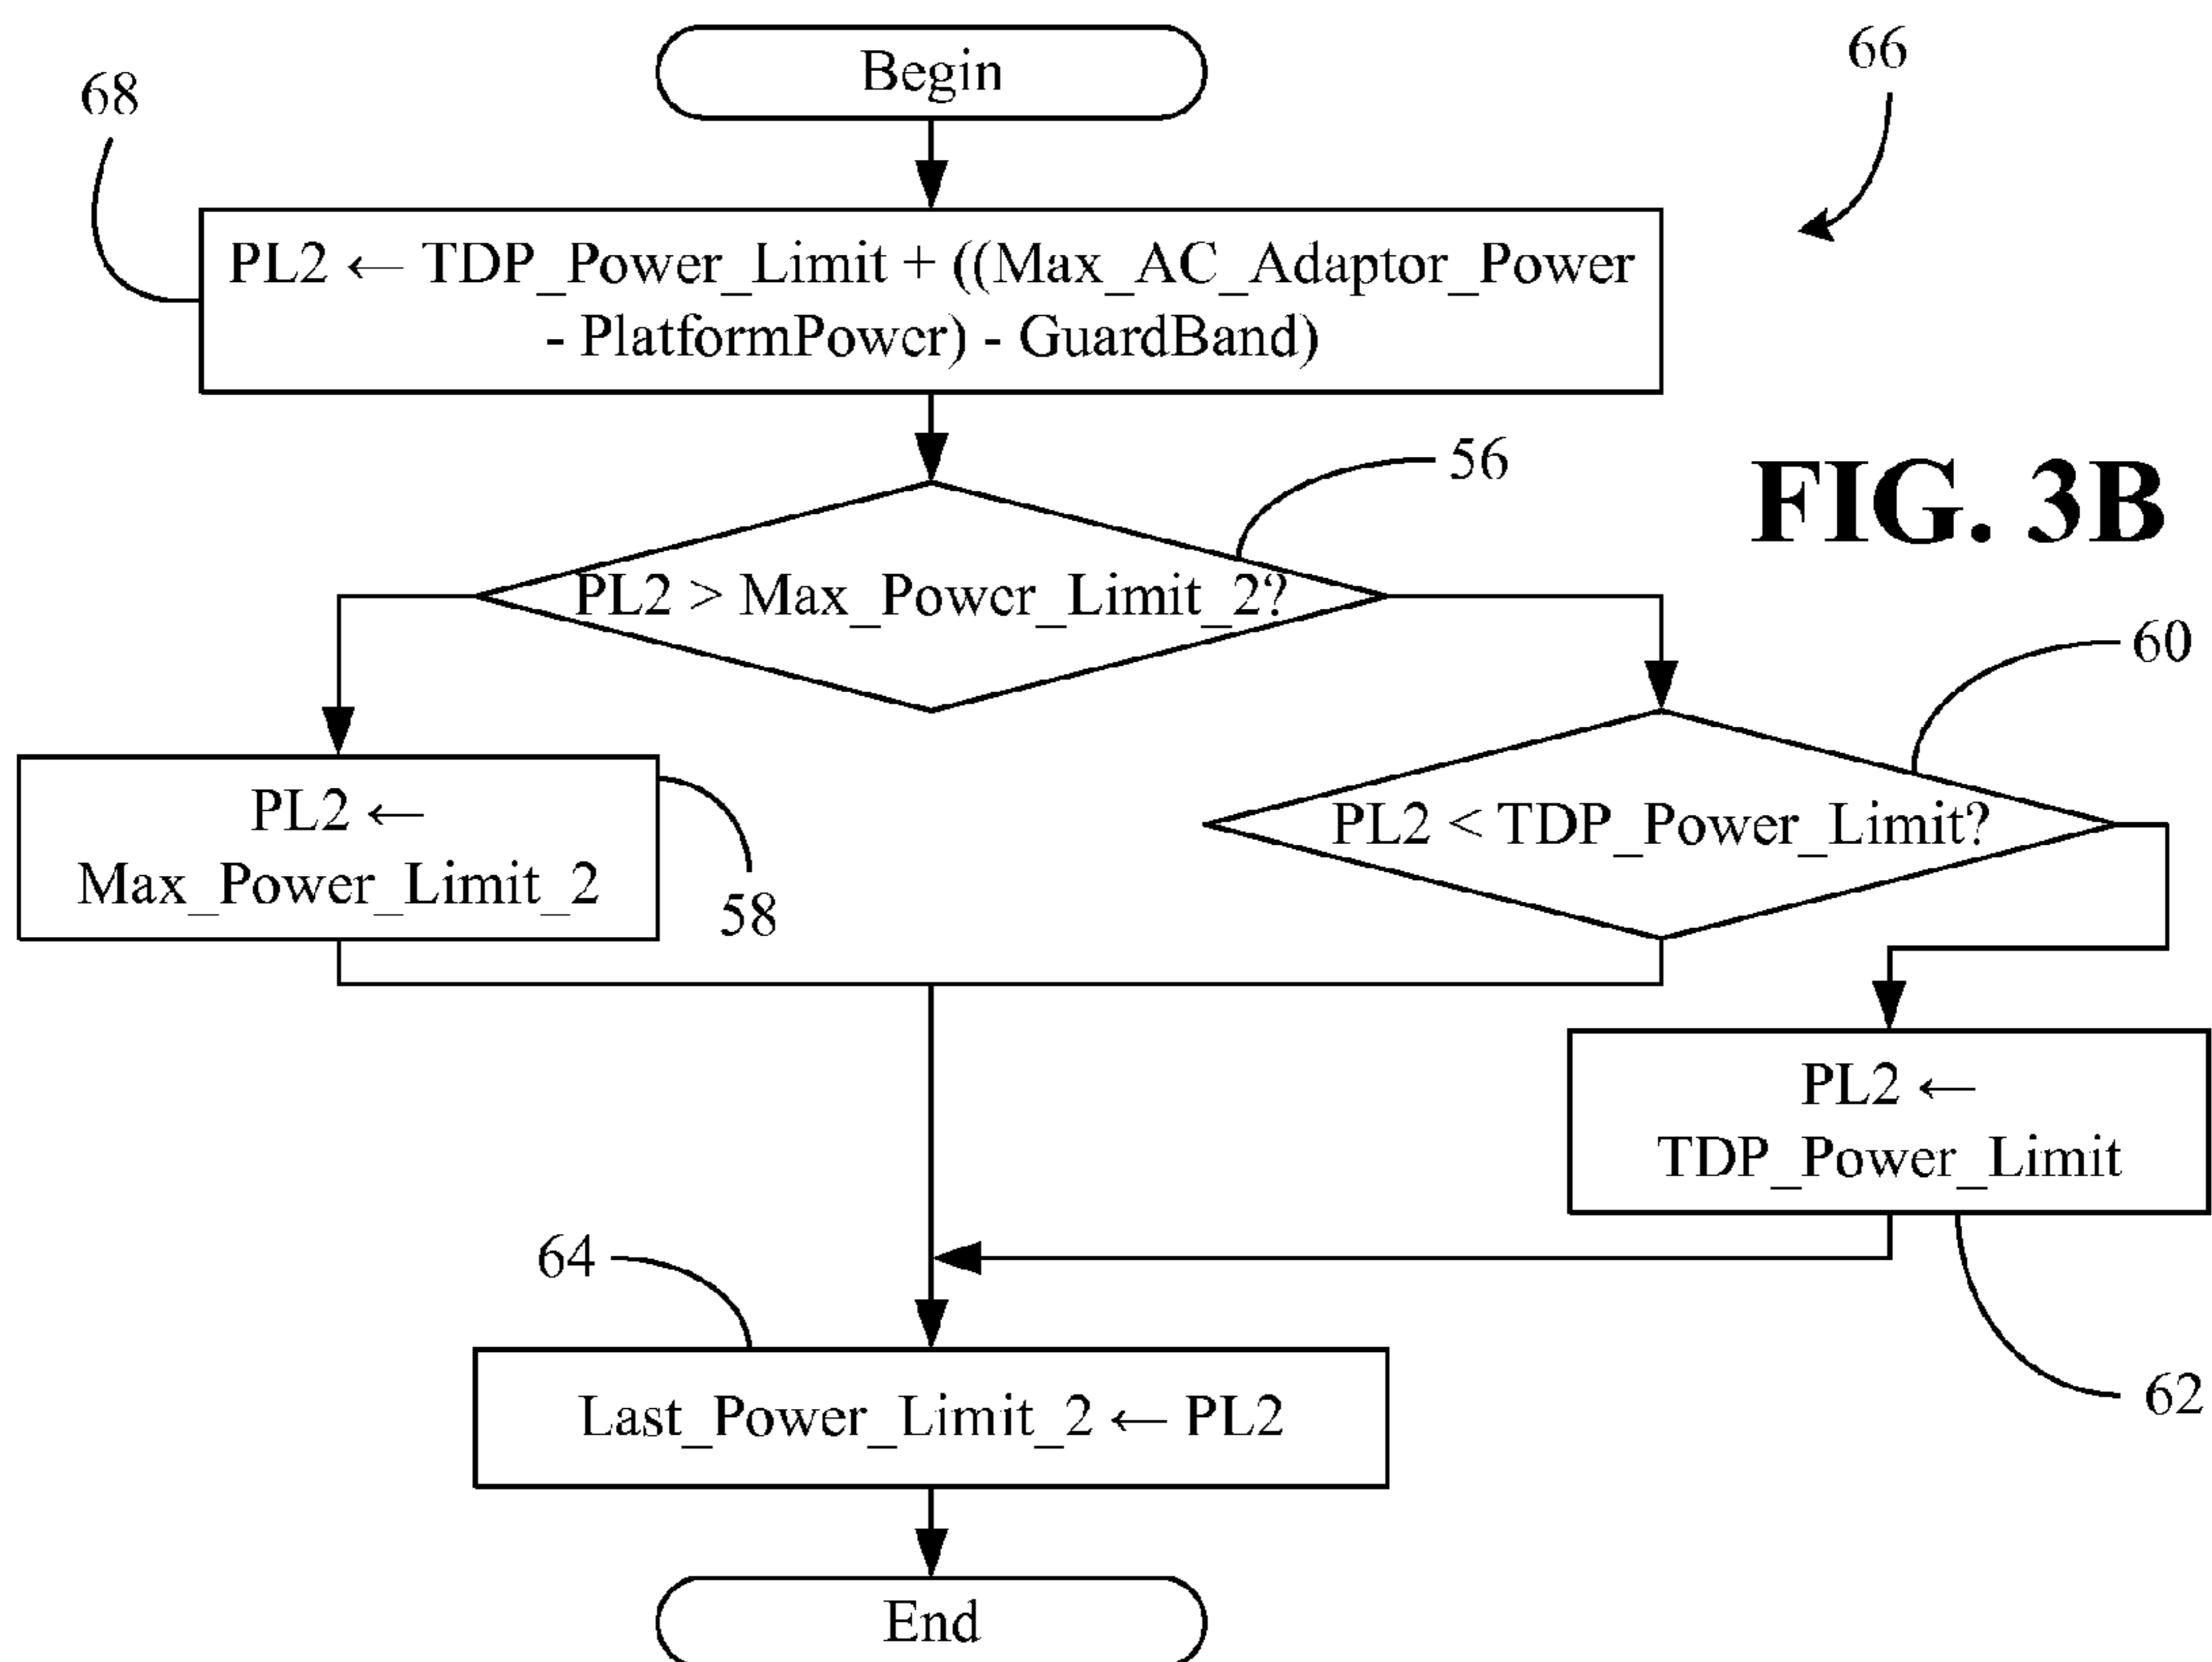 Begin
66
68
PL2 ← TDP_Power_Limit + ((Max_AC_Adaptor_Power
- PlatformPower) - GuardBand)
56
FIG. 3B
PL2 > Max_Power_Limit_2?
60
PL2 ←
Max_Power_Limit_2
58
PL2 < TDP_Power_Limit?
PL2 ←
TDP_Power_Limit
64
62
Last_Power_Limit_2 ← PL2
End